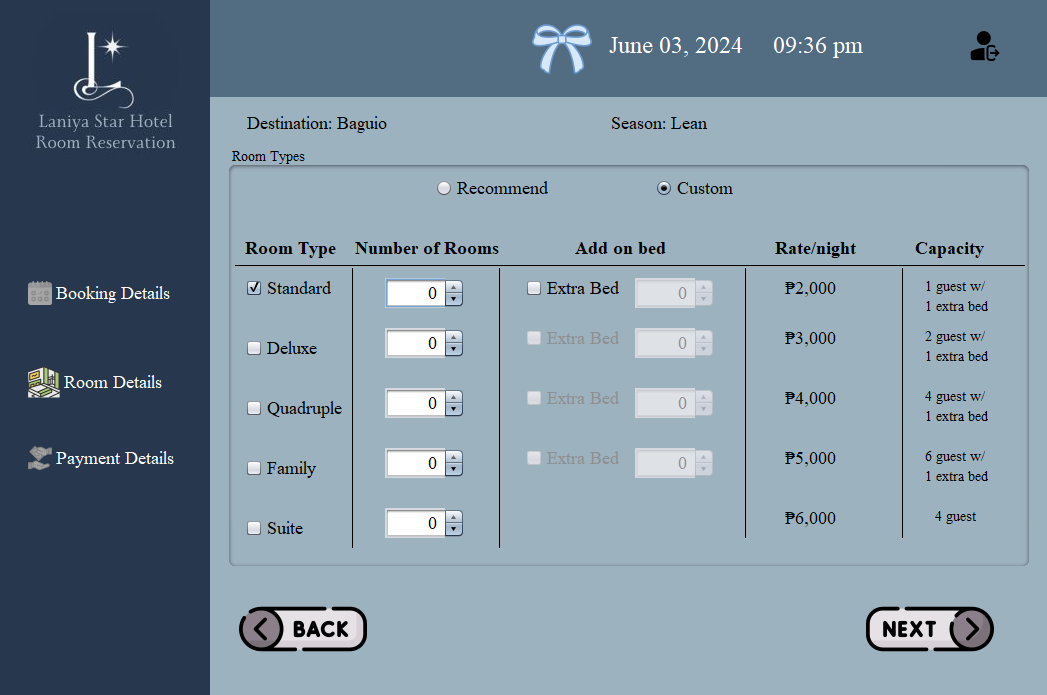 June 03, 2024 09:36 pm
Laniya Star Hotel
Room Reservation
Destination: Baguio Season: Lean
Room Types
Recommend Custom
Room Type Number of Rooms Add on bed Rate/night Capacity
Standard 0 Extra Bed 0 ₱2,000 1 guest w/
1 extra bed
Deluxe 0 Extra Bed 0 ₱3,000 2 guest w/
1 extra bed
Quadruple 0 Extra Bed 0 ₱4,000 4 guest w/
1 extra bed
Family 0 Extra Bed 0 ₱5,000 6 guest w/
1 extra bed
Suite 0 ₱6,000 4 guest
Booking Details
Room Details
Payment Details
BACK NEXT